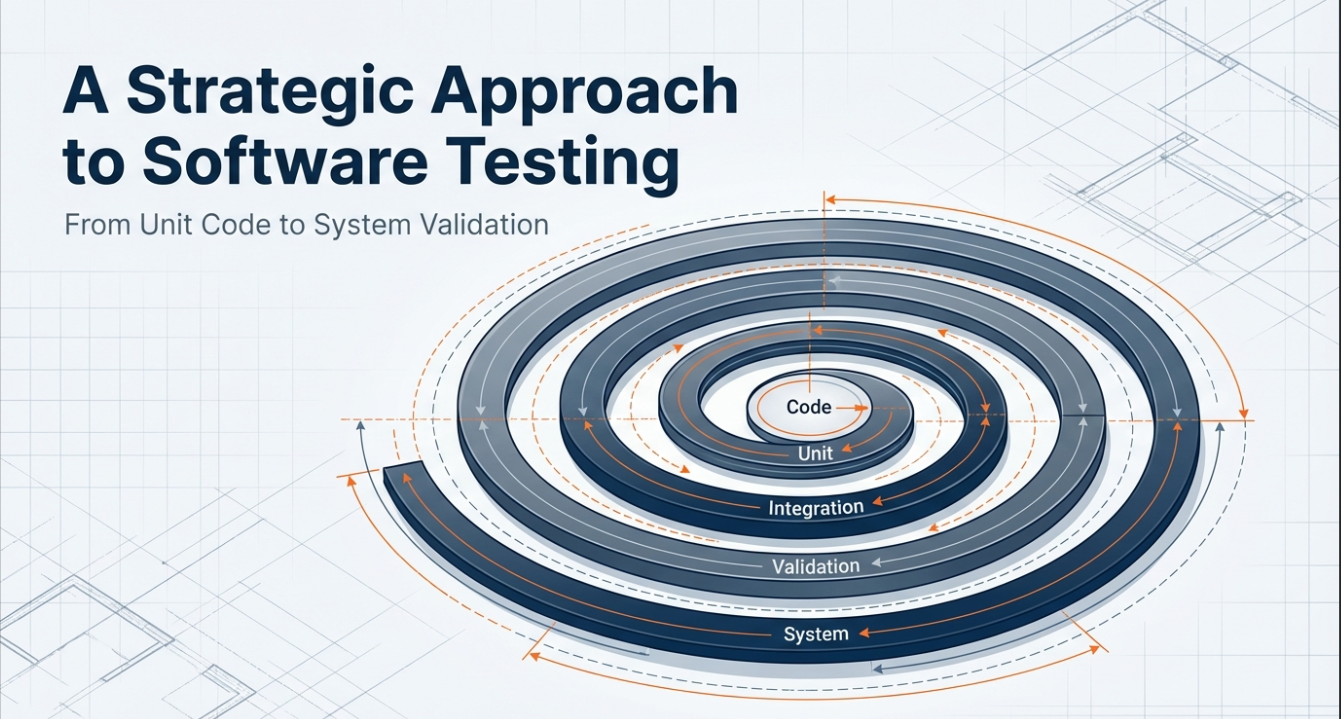 A Strategic Approach
to Software Testing
From Unit Code to System Validation
Code
Unit
Integration
Validation
System